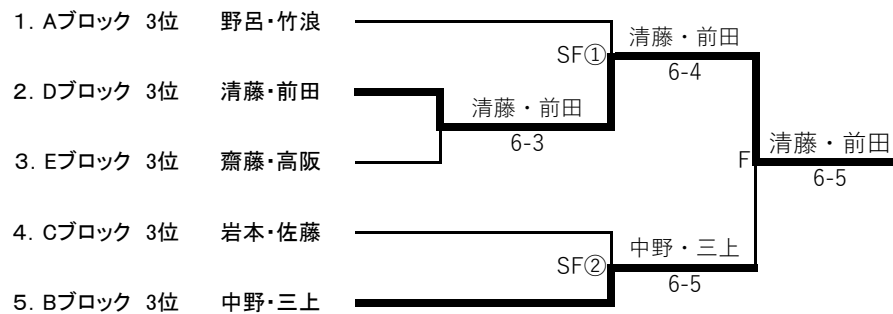 1. Aブロック 3位 野呂・竹浪
SF① 清藤・前田
6-4
2. Dブロック 3位 清藤・前田
清藤・前田
6-3
F 清藤・前田
6-5
3. Eブロック 3位 齋藤・高阪
4. Cブロック 3位 岩本・佐藤
SF② 中野・三上
6-5
5. Bブロック 3位 中野・三上